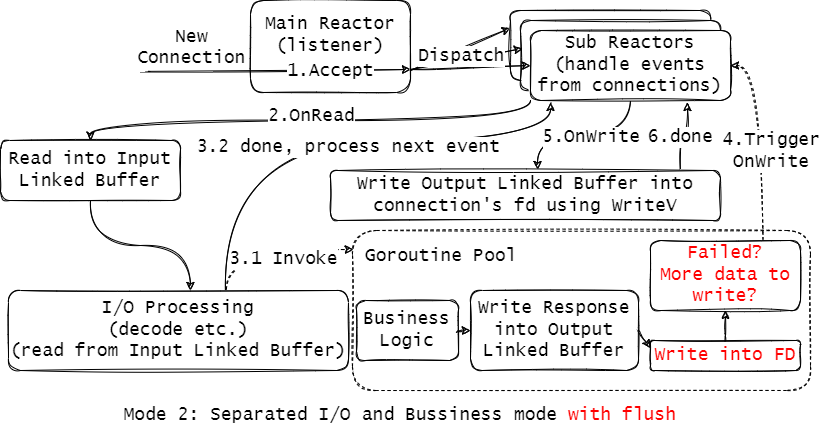 Main Reactor
(listener)
1.Accept
New
Connection
Dispatch
Sub Reactors
(handle events
from connections)
2.OnRead
Read into Input
Linked Buffer
3.2 done, process next event
5.OnWrite
6.done
4.Trigger
OnWrite
Write Output Linked Buffer into
connection's fd using WriteV
3.1 Invoke
Goroutine Pool
Failed?
More data to
write?
I/O Processing
(decode etc.)
(read from Input Linked Buffer)
Business
Logic
Write Response
into Output
Linked Buffer
Write into FD
Mode 2: Separated I/O and Bussiness mode with flush